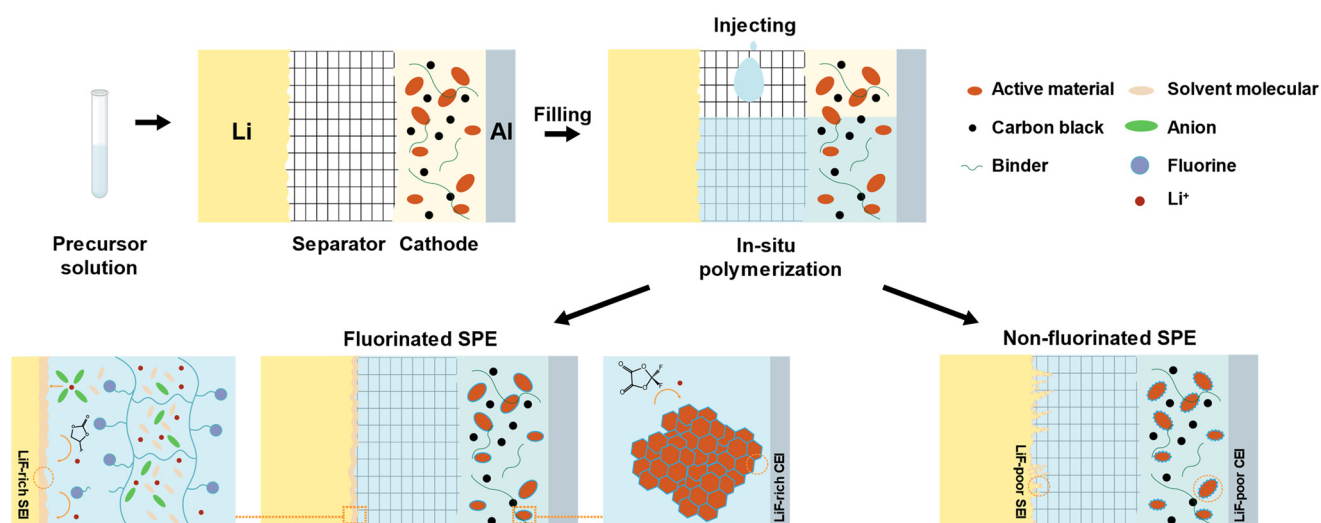 Precursor
solution
Li
Al
Separator
Cathode
Filling
Injecting
In-situ
polymerization
Active material
Solvent molecular
Carbon black
Anion
Binder
Fluorine
Li⁺
Fluorinated SPE
Non-fluorinated SPE
LiF-rich SEI
O
O
F
O
O
O
O
F
F
LiF-rich CEI
LiF-poor SEI
LiF-poor CEI